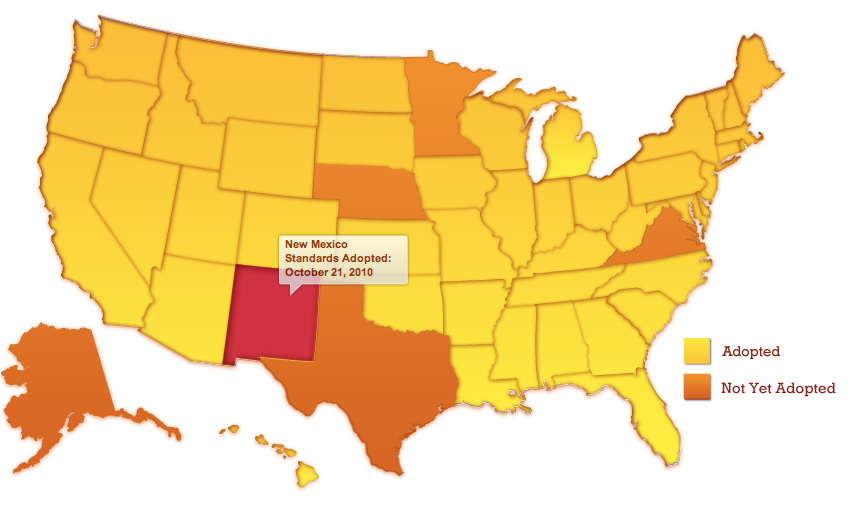 New Mexico
Standards Adopted:
October 21, 2010
Adopted
Not Yet Adopted